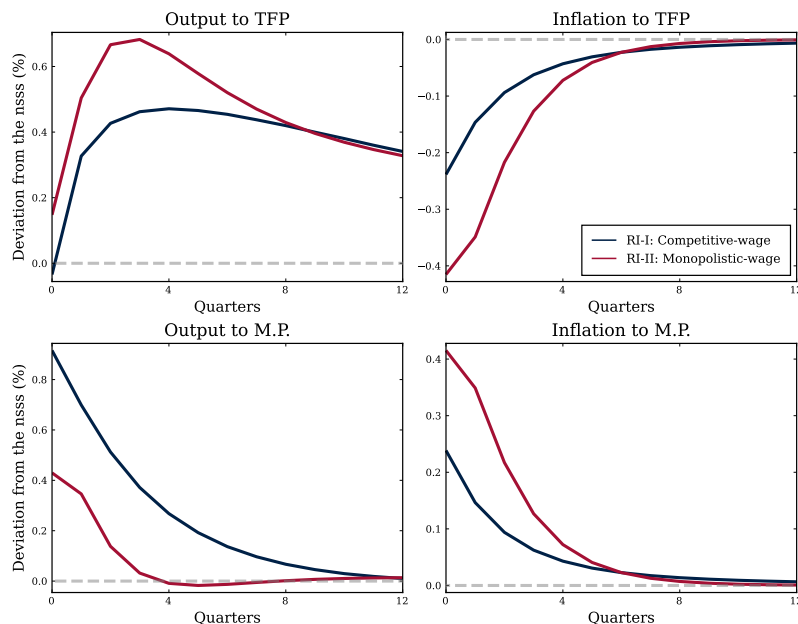 Output to TFP
Deviation from the nsss (%)
0.6
0.4
0.2
0.0
0
4
8
12
Quarters
Inflation to TFP
0.0
−0.1
−0.2
−0.3
−0.4
RI-I: Competitive-wage
RI-II: Monopolistic-wage
0
4
8
12
Quarters
Output to M.P.
Deviation from the nsss (%)
0.8
0.6
0.4
0.2
0.0
0
4
8
12
Quarters
Inflation to M.P.
0.4
0.3
0.2
0.1
0.0
0
4
8
12
Quarters